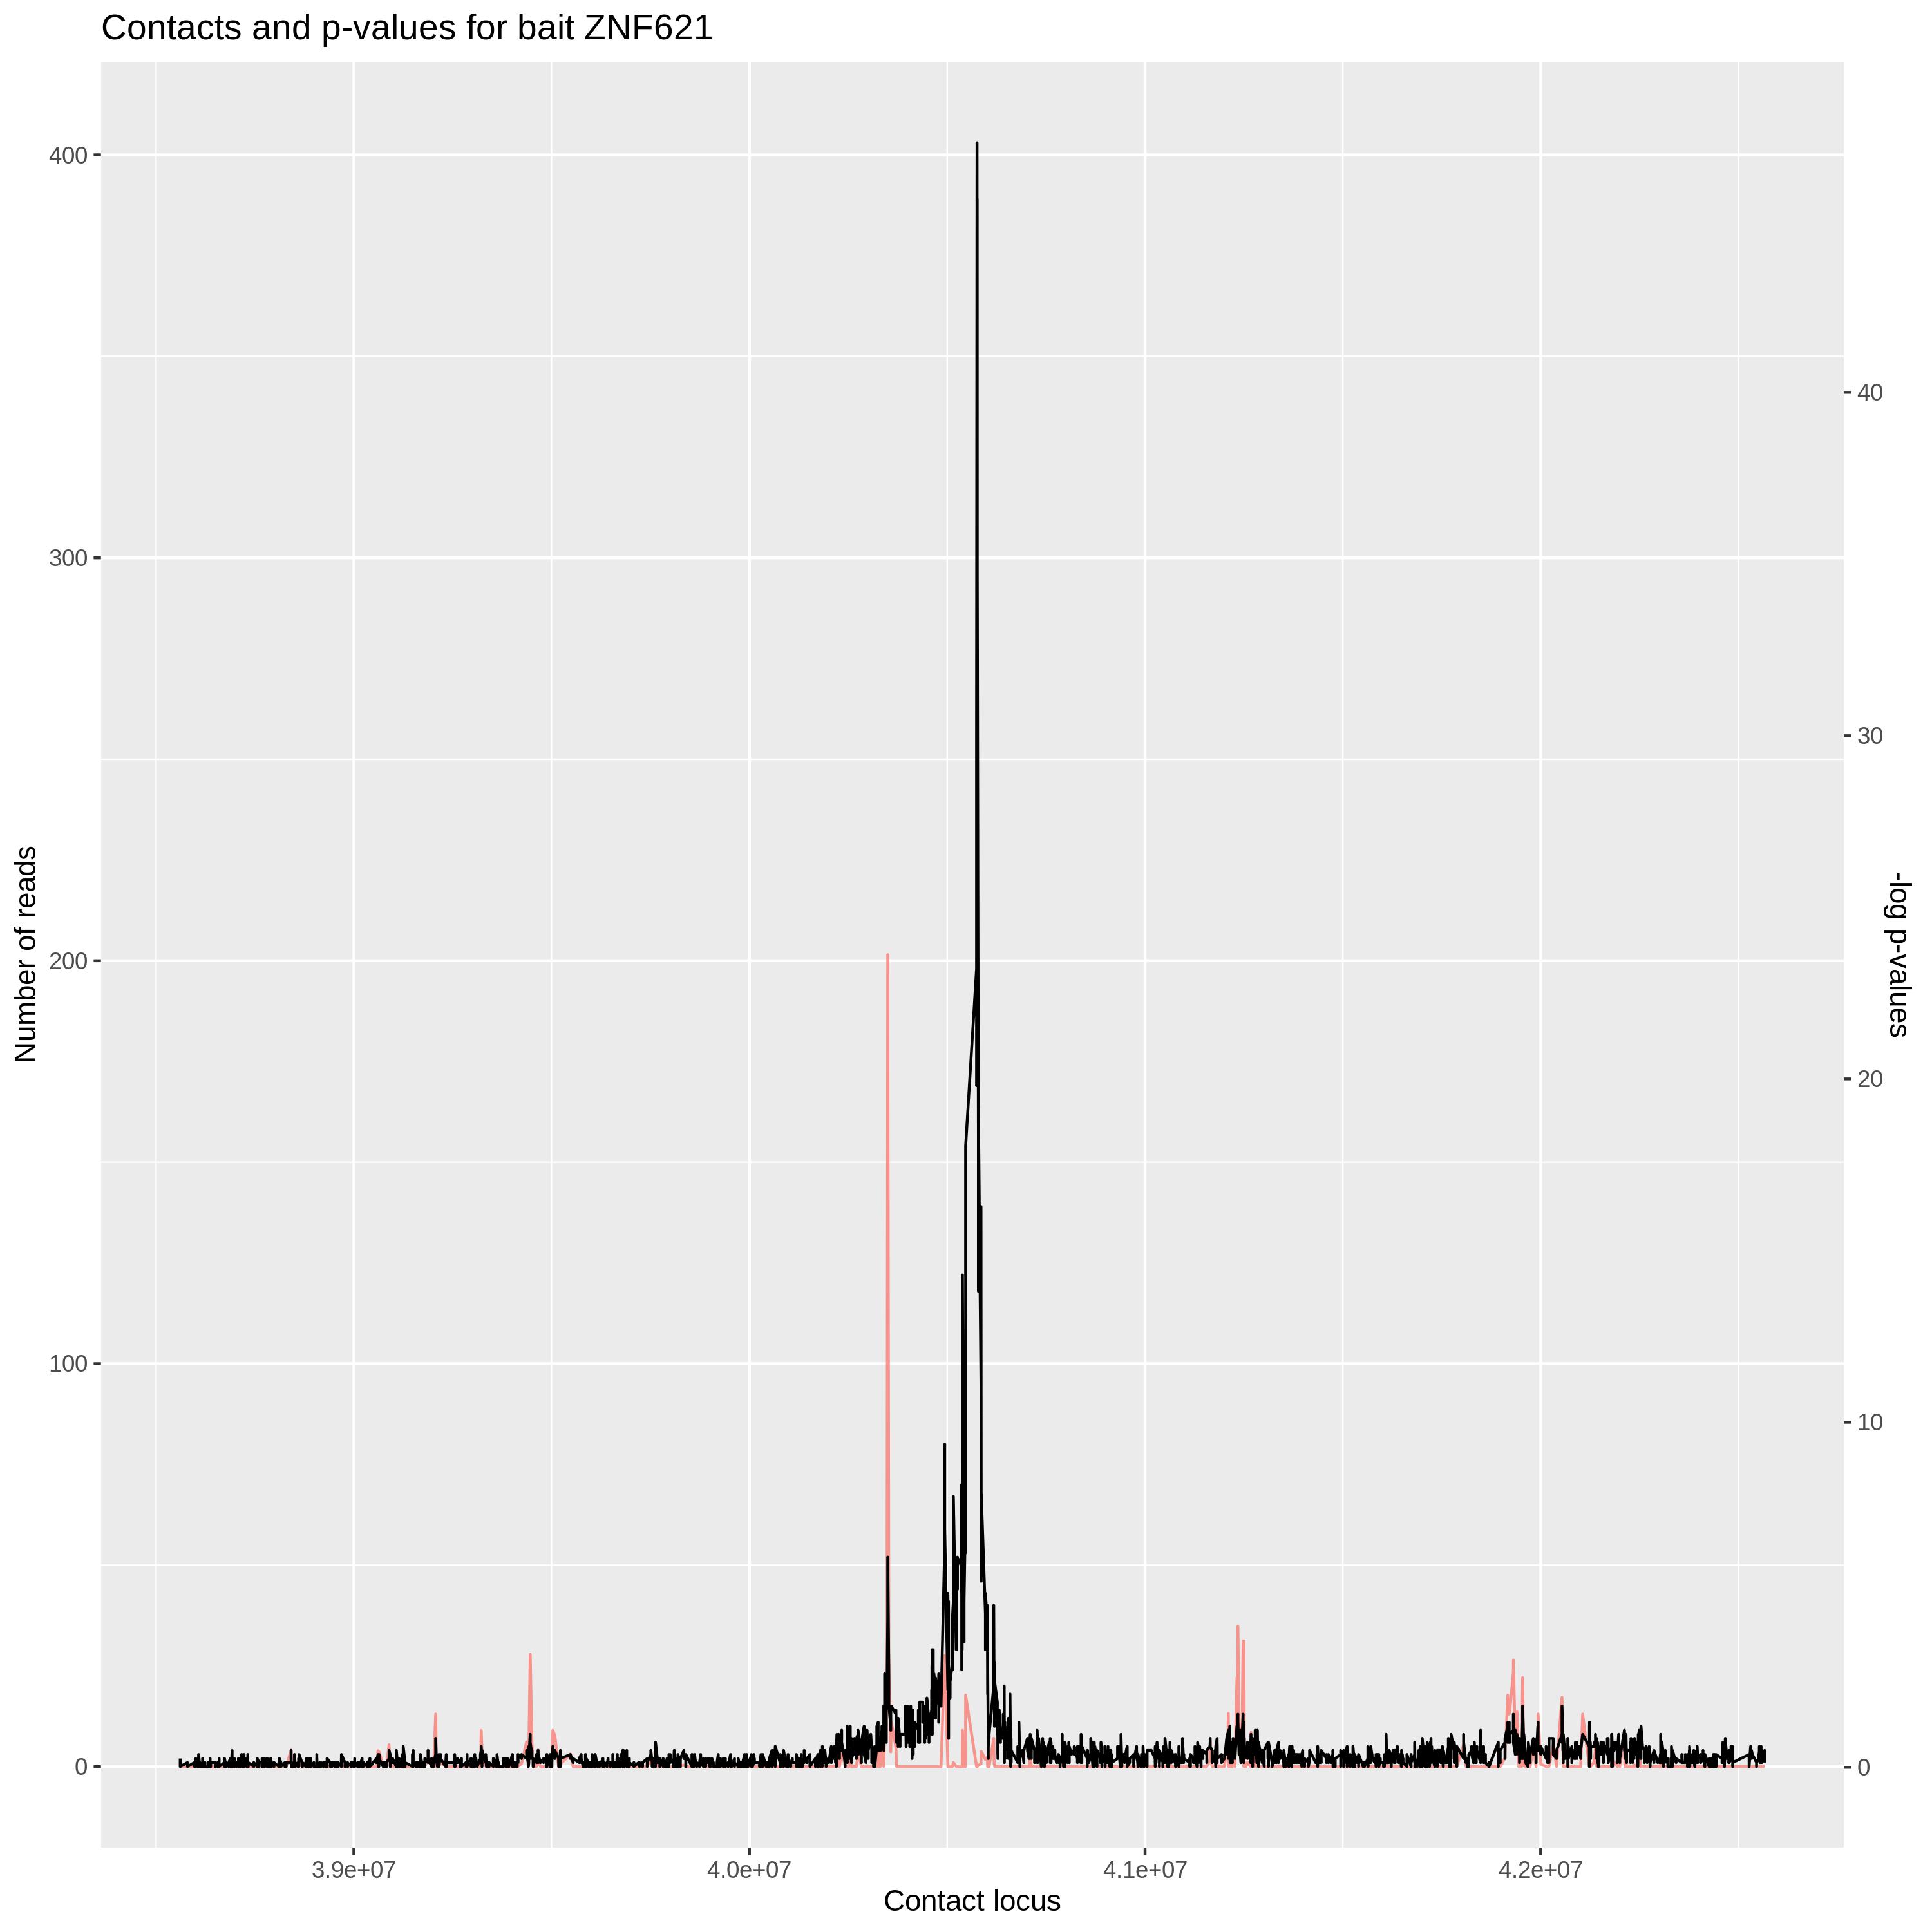 Contacts and p-values for bait ZNF621
400
300
200
100
0
Number of reads
40
30
20
10
0
-log p-values
3.9e+07
4.0e+07
4.1e+07
4.2e+07
Contact locus